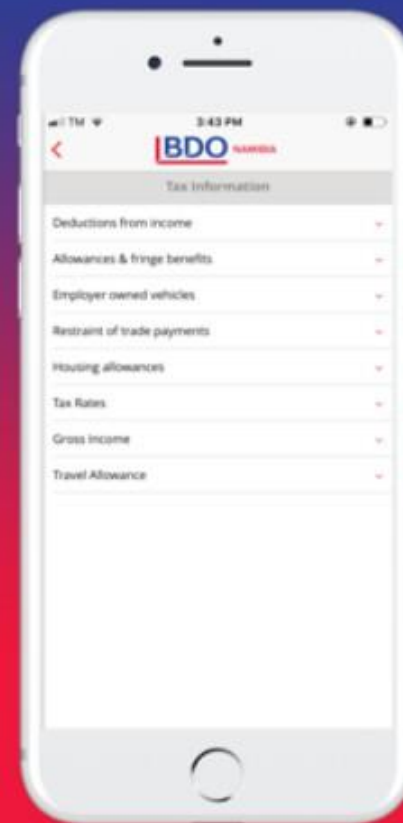 TM 3:43 PM
BDO NAMIBIA
Tax Information
Deductions from income
Allowances & fringe benefits
Employer owned vehicles
Restraint of trade payments
Housing allowances
Tax Rates
Gross Income
Travel Allowance